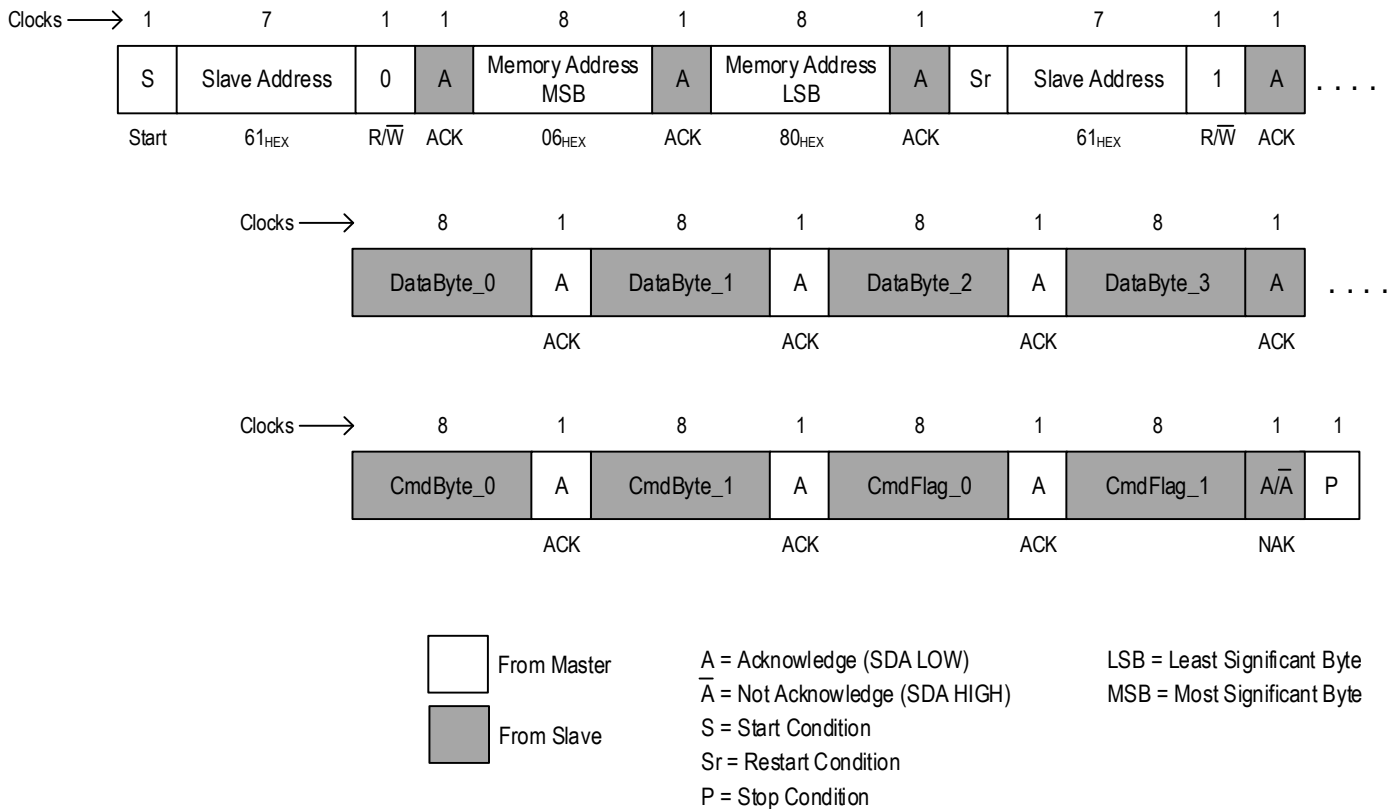 Clocks → 1 7 1 1 8 1 8 1 7 1 1
S Slave Address 0 A Memory Address MSB A Memory Address LSB A Sr Slave Address 1 A . . . .
Start 61HEX R/W̅ ACK 06HEX ACK 80HEX ACK 61HEX R/W̅ ACK
Clocks → 8 1 8 1 8 1 8 1
DataByte_0 A DataByte_1 A DataByte_2 A DataByte_3 A . . . .
ACK ACK ACK ACK
Clocks → 8 1 8 1 8 1 8 1 1
CmdByte_0 A CmdByte_1 A CmdFlag_0 A CmdFlag_1 A/A̅ P
ACK ACK ACK NAK
From Master
From Slave
A = Acknowledge (SDA LOW)
A̅ = Not Acknowledge (SDA HIGH)
S = Start Condition
Sr = Restart Condition
P = Stop Condition
LSB = Least Significant Byte
MSB = Most Significant Byte